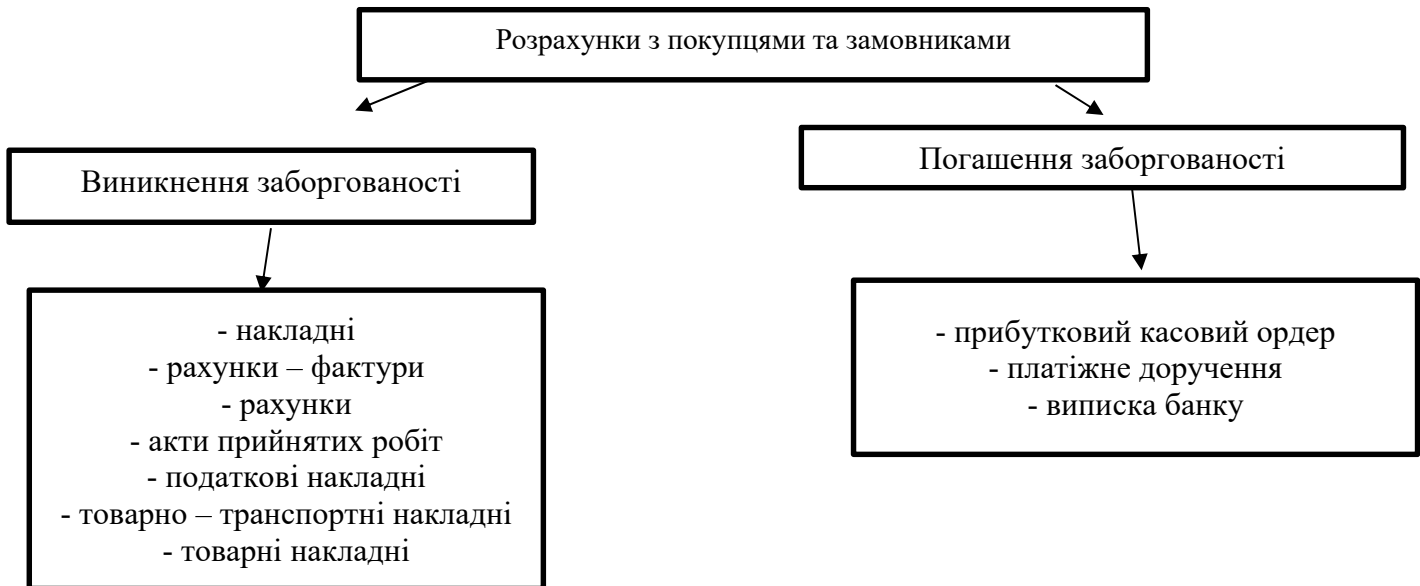 Розрахунки з покупцями та замовниками
Виникнення заборгованості
Погашення заборгованості
- накладні
- рахунки – фактури
- рахунки
- акти прийнятих робіт
- податкові накладні
- товарно – транспортні накладні
- товарні накладні
- прибутковий касовий ордер
- платіжне доручення
- виписка банку